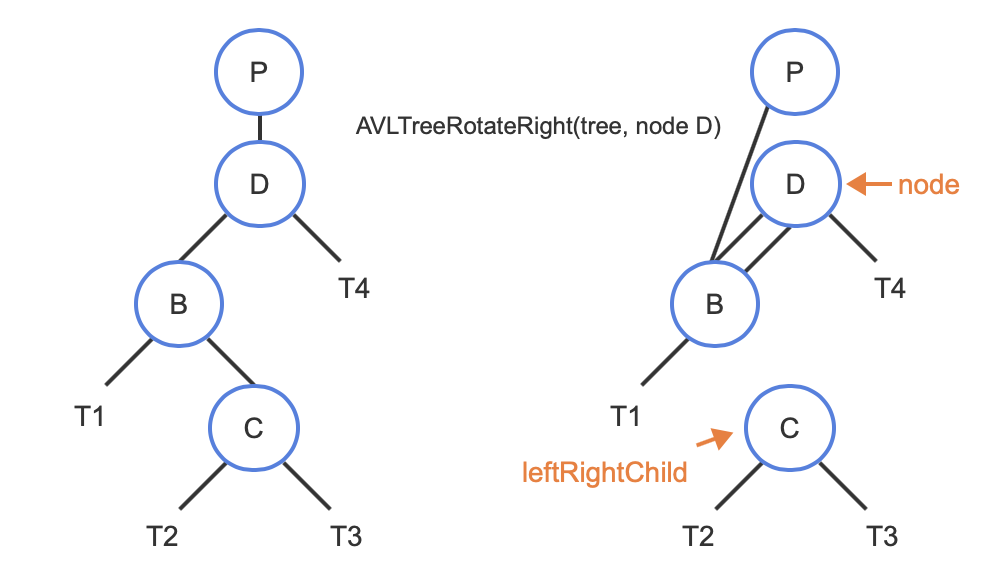 P
D
B
T4
T1
C
T2
T3
AVLTreeRotateRight(tree, node D)
P
D
node
B
T4
T1
C
leftRightChild
T2
T3